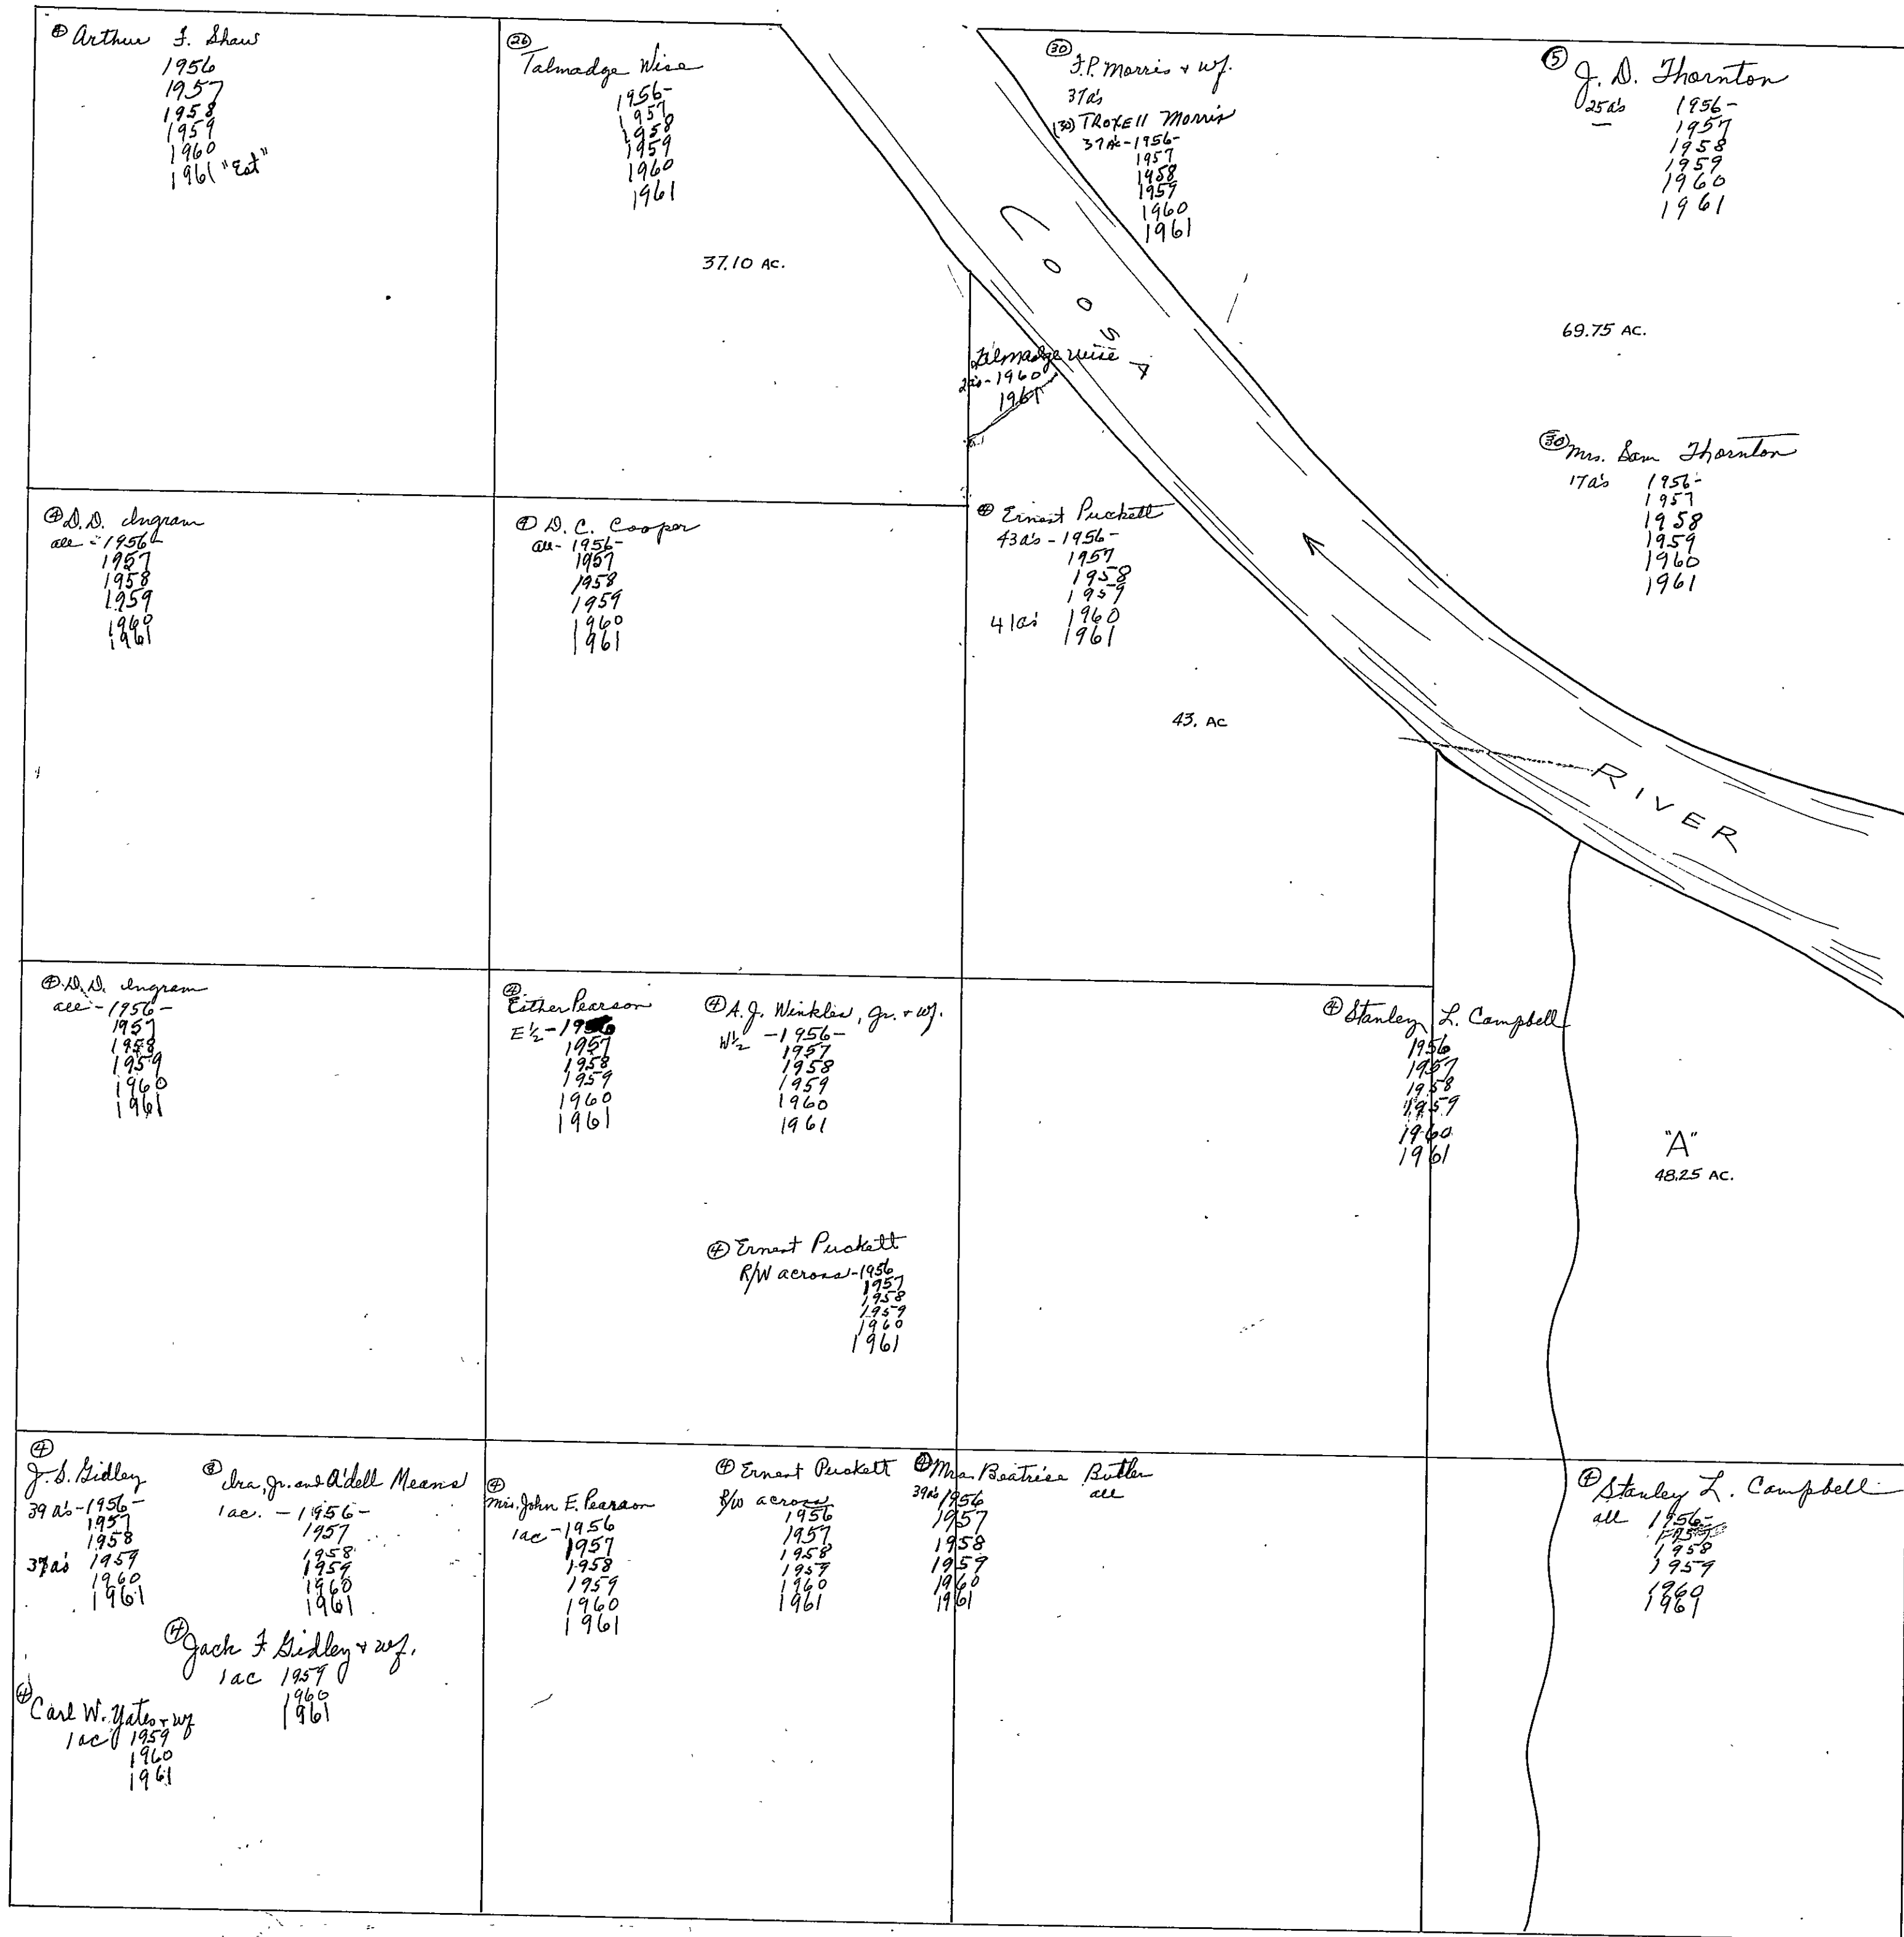 ④ Arthur F. Shaw
1956
1957
1958
1959
1960
1961 "Est"
㉖
Talmadge Wise
1956-
1957
1958
1959
1960
1961
37.10 AC.
㉚
F.P. Morris + wf.
37a's
(30) TROXEll Morris
37 Ac-1956-
1957
1958
1959
1960
1961
⑤ J. D. Thornton
25a's 1956-
1957
1958
1959
1960
1961
69.75 AC.
COOSA
Talmadge Wise
2a's-1960
1961
㉚ Mrs. Sam Thornton
17a's 1956-
1957
1958
1959
1960
1961
④ D.D. Ingram
all - 1956-
1957
1958
1959
1960
1961
④ D. C. Cooper
all- 1956-
1957
1958
1959
1960
1961
④ Ernest Puckett
43a's - 1956-
1957
1958
1959
41a's 1960
1961
43. AC
RIVER
④ D.D. Ingram
all - 1956-
1957
1958
1959
1960
1961
④
Esther Pearson
E½ - 1956
1957
1958
1959
1960
1961
④ A.J. Winkles, Jr. + wf.
W½ - 1956-
1957
1958
1959
1960
1961
④ Ernest Puckett
R/W across-1956
1957
1958
1959
1960
1961
④ Stanley L. Campbell
1956
1957
1958
1959
1960
1961
"A"
48.25 AC.
④
J. S. Gidley
39 a's-1956-
1957
1958
37a's 1959
1960
1961
Ira, Jr. and O'dell Means
1ac. - 1956-
1957
1958
1959
1960
1961
④ Jack F Gidley + wf.
1ac 1959
1960
1961
④
Carl W. Yates + wf
1ac 1959
1960
1961
④
Mrs. John E. Pearson
1ac - 1956
1957
1958
1959
1960
1961
④ Ernest Puckett
R/W across
1956
1957
1958
1959
1960
1961
④ Mrs. Beatrice Butler
39a's 1956 all
1957
1958
1959
1960
1961
④ Stanley L. Campbell
all 1956-
1957
1958
1959
1960
1961